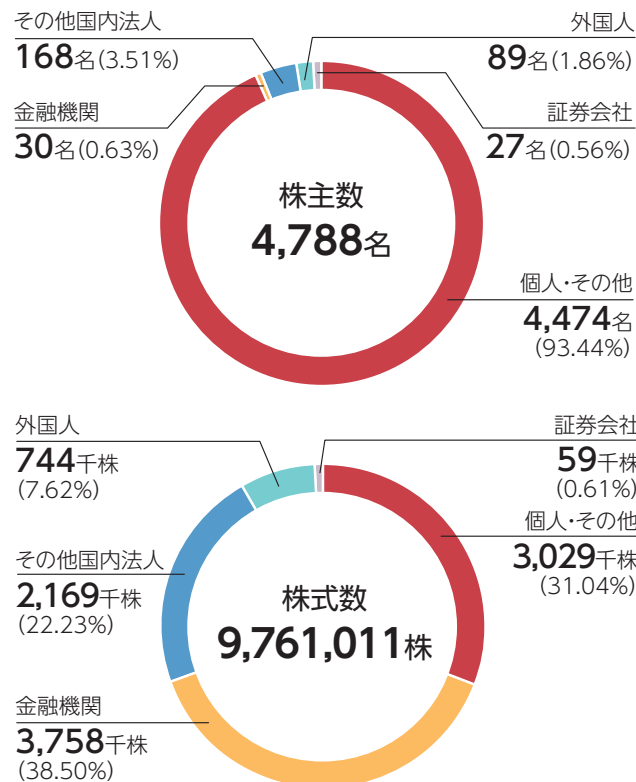 その他国内法人
168名(3.51%)
外国人
89名(1.86%)
金融機関
30名(0.63%)
証券会社
27名(0.56%)
株主数
4,788名
個人・その他
4,474名
(93.44%)
外国人
744千株
(7.62%)
証券会社
59千株
(0.61%)
個人・その他
3,029千株
(31.04%)
その他国内法人
2,169千株
(22.23%)
株式数
9,761,011株
金融機関
3,758千株
(38.50%)